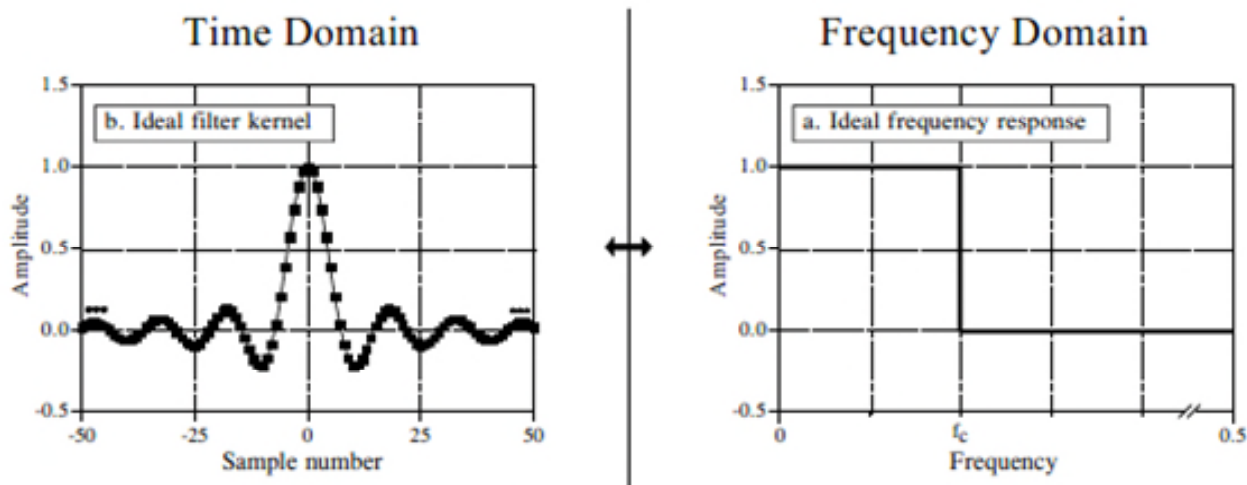 Time Domain
1.5
1.0
0.5
0.0
-0.5
Amplitude
b. Ideal filter kernel
-50
-25
0
25
50
Sample number
Frequency Domain
1.5
1.0
0.5
0.0
-0.5
Amplitude
a. Ideal frequency response
0
fc
0.5
Frequency